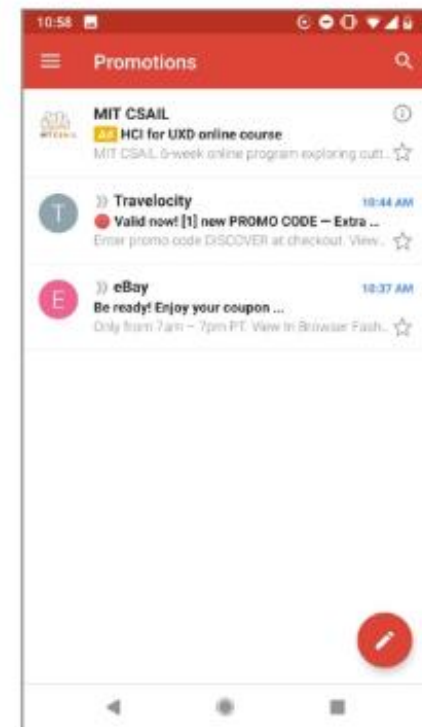 10:58
Promotions
MIT CSAIL
Ad HCI for UXD online course
MIT CSAIL 6-week online program exploring cutt..
T
Travelocity
10:44 AM
Valid now! [1] new PROMO CODE — Extra ...
Enter promo code DISCOVER at checkout. View..
E
eBay
10:37 AM
Be ready! Enjoy your coupon ...
Only from 7am – 7pm PT. View In Browser Fash..